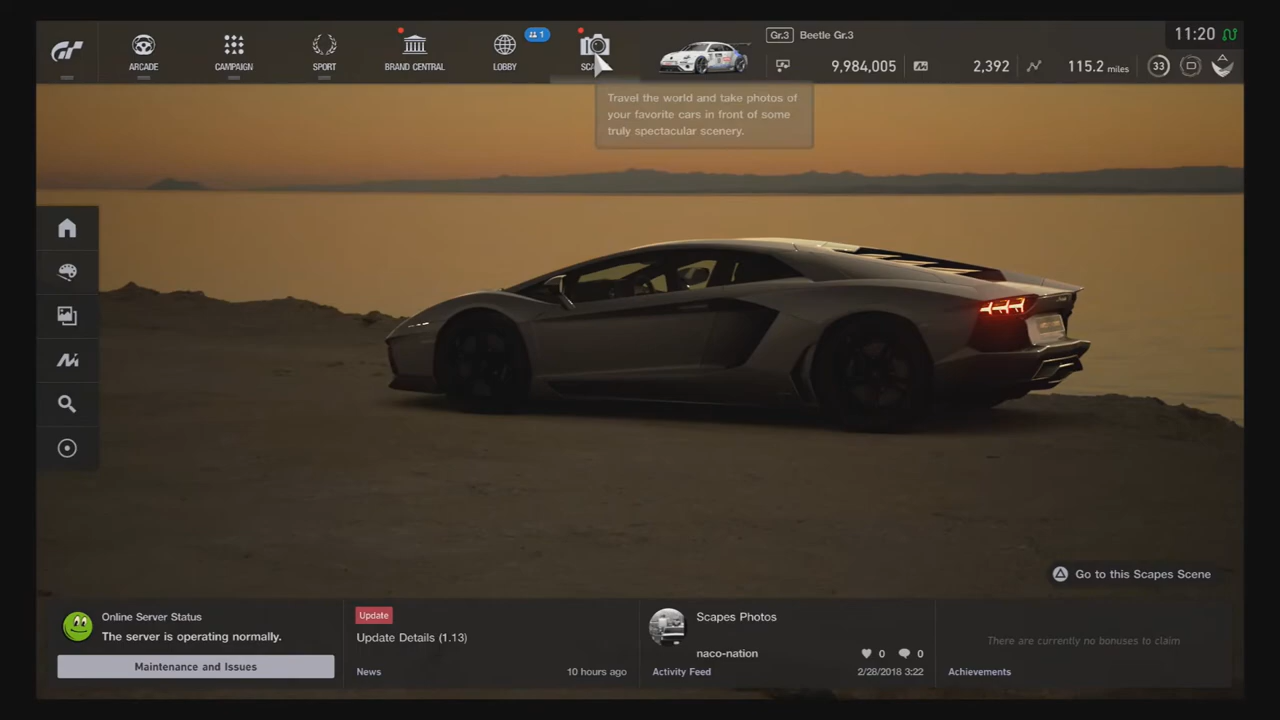 ARCADE
CAMPAIGN
SPORT
BRAND CENTRAL
LOBBY
1
Gr.3 Beetle Gr.3
9,984,005
2,392
115.2 miles
33
11:20
Travel the world and take photos of
your favorite cars in front of some
truly spectacular scenery.
Go to this Scapes Scene
Online Server Status
The server is operating normally.
Maintenance and Issues
Update
Update Details (1.13)
News 10 hours ago
Scapes Photos
naco-nation 0 0
Activity Feed 2/28/2018 3:22
There are currently no bonuses to claim
Achievements